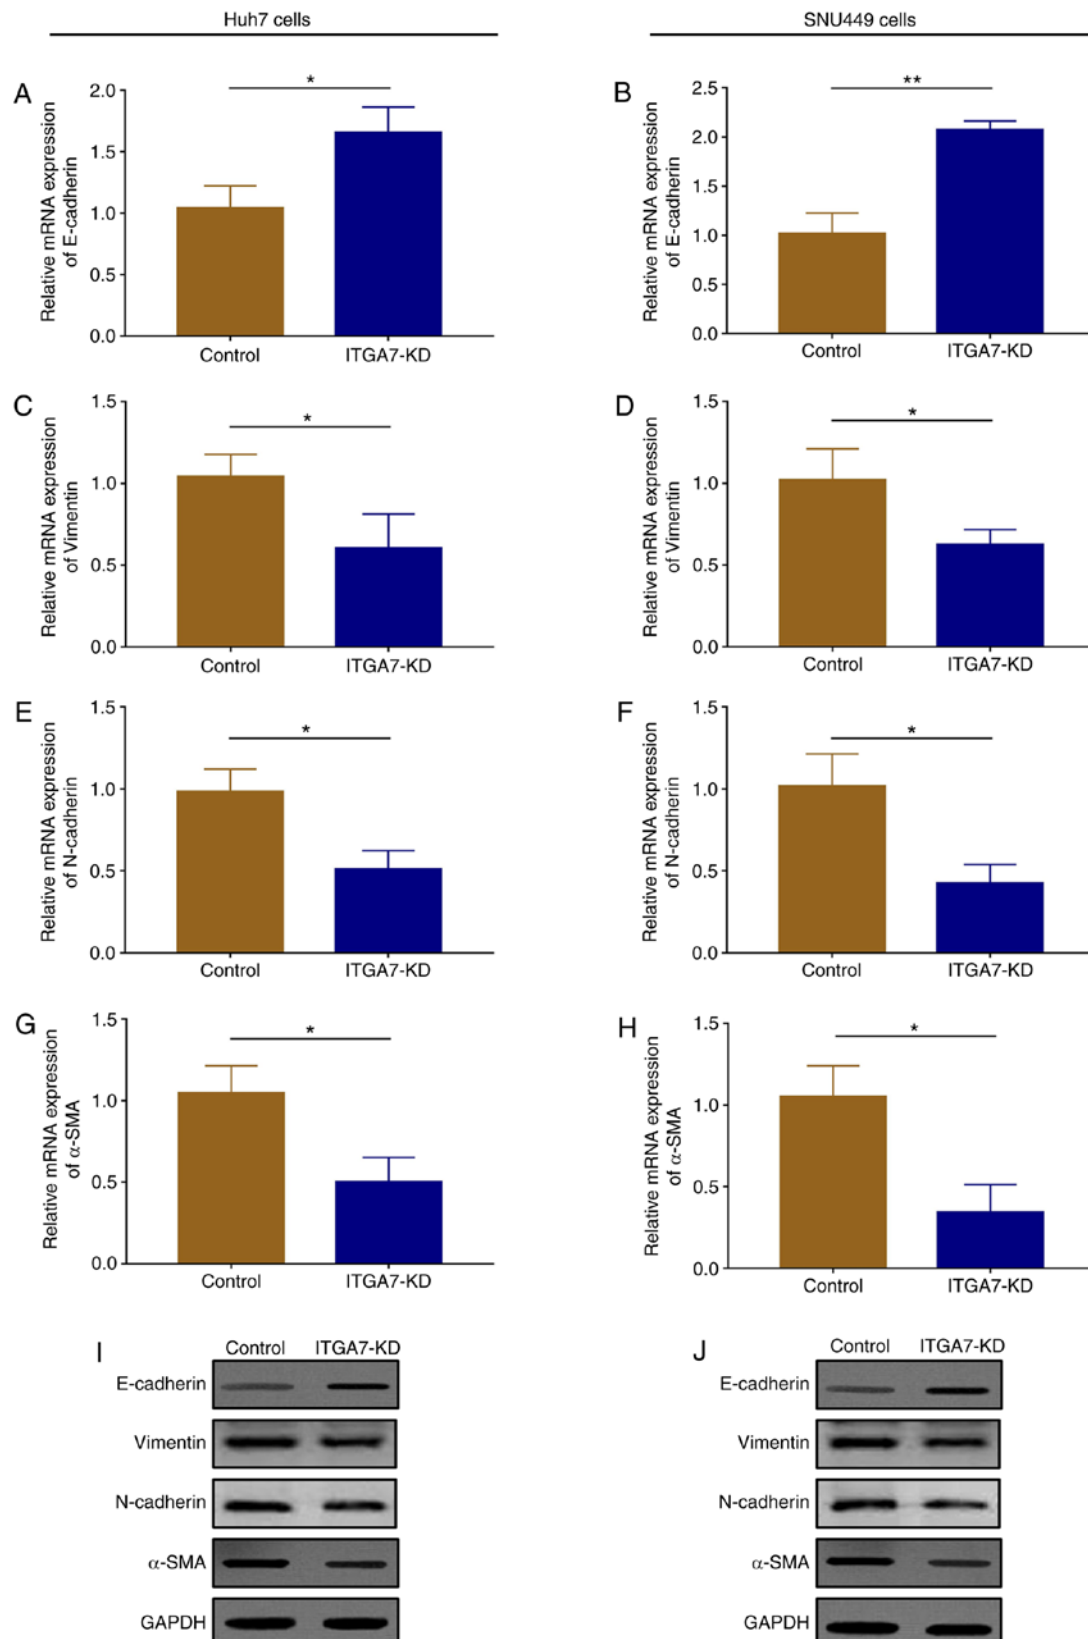 Huh7 cells
SNU449 cells
A
Relative mRNA expression
of E-cadherin
2.0
1.5
1.0
0.5
0.0
*
Control
ITGA7-KD
B
Relative mRNA expression
of E-cadherin
2.5
2.0
1.5
1.0
0.5
0.0
**
Control
ITGA7-KD
C
Relative mRNA expression
of Vimentin
1.5
1.0
0.5
0.0
*
Control
ITGA7-KD
D
Relative mRNA expression
of Vimentin
1.5
1.0
0.5
0.0
*
Control
ITGA7-KD
E
Relative mRNA expression
of N-cadherin
1.5
1.0
0.5
0.0
*
Control
ITGA7-KD
F
Relative mRNA expression
of N-cadherin
1.5
1.0
0.5
0.0
*
Control
ITGA7-KD
G
Relative mRNA expression
of α-SMA
1.5
1.0
0.5
0.0
*
Control
ITGA7-KD
H
Relative mRNA expression
of α-SMA
1.5
1.0
0.5
0.0
*
Control
ITGA7-KD
I
Control ITGA7-KD
E-cadherin
Vimentin
N-cadherin
α-SMA
GAPDH
J
Control ITGA7-KD
E-cadherin
Vimentin
N-cadherin
α-SMA
GAPDH